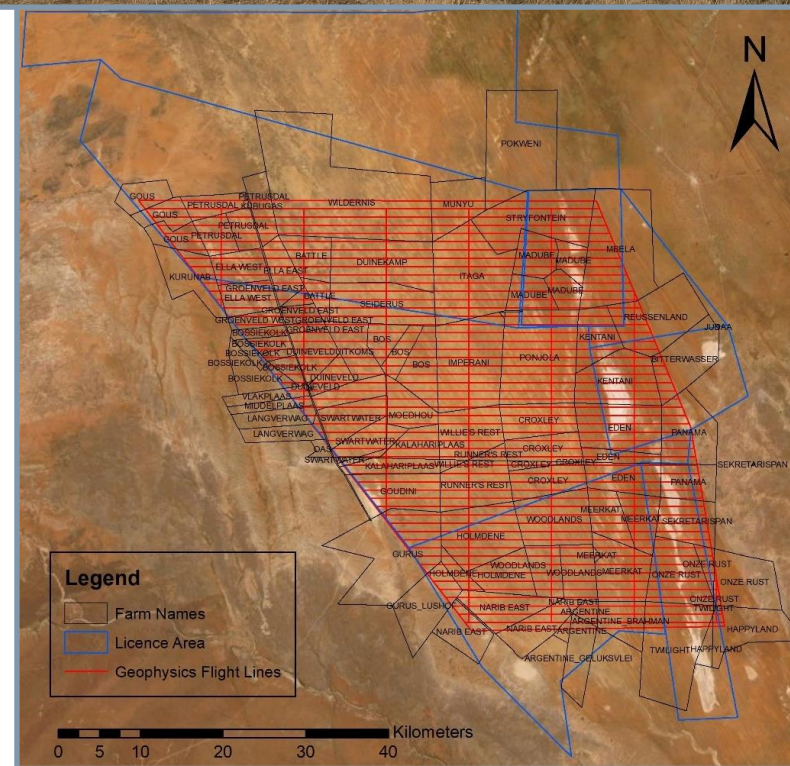 N
POKWENI
GOUS
PETRUSDAL
PETRUSDAL
KUBUGAS
WILDERNIS
MUNYU
GOUS
STRYFONTEIN
PETRUSDAL
GOUS
PETRUSDAL
MBELA
BATTLE
MADUBE
MADUBE
DUINEKAMP
ELLA WEST
ELLA EAST
ITAGA
KURUNAB
GROENVELD EAST
MADUBE
MADUBE
ELLA WEST
BATTLE
SEIDERUS
GROENVELD EAST
REUSSENLAND
GROENVELD WEST
GROENVELD EAST
JUBAA
BOSSIEKOLK
GROENVELD EAST
KENTANI
BOSSIEKOLK
BOS
BOSSIEKOLK
DUINEVELD
UITKOMS
BOS
PONJOLA
BITTERWASSER
BOSSIEKOLK
BOSSIEKOLK
BOS
IMPERANI
BOSSIEKOLK
DUINEVELD
KENTANI
DUINEVELD
VLAKPLAAS
MIDDELPLAAS
LANGVERWAG
SWARTWATER
MOEDHOU
CROXLEY
EDEN
LANGVERWAG
WILLIE'S REST
PANAMA
SWARTWATER
KALAHARIPLAAS
CROXLEY
DAS
RUNNER'S REST
EDEN
SWARTWATER
KALAHARIPLAAS
WILLIE'S REST
CROXLEY
CROXLEY
SEKRETARISPAN
EDEN
GOUDINI
RUNNER'S REST
CROXLEY
PANAMA
MEERKAT
WOODLANDS
MEERKAT
SEKRETARISPAN
HOLMDENE
GURUS
MEERKAT
WOODLANDS
ONZE RUST
HOLMDENE
HOLMDENE
WOODLANDS
MEERKAT
ONZE RUST
ONZE RUST
NARIB EAST
ONZE RUST
GURUS_LUSHOF
NARIB EAST
ARGENTINE
TWILIGHT
ARGENTINE_BRAHMAN
NARIB EAST
NARIB EAST
ARGENTINE
HAPPYLAND
TWILIGHT
HAPPYLAND
ARGENTINE_GELUKSVLEI
Legend
Farm Names
Licence Area
Geophysics Flight Lines
Kilometers
0 5 10 20 30 40